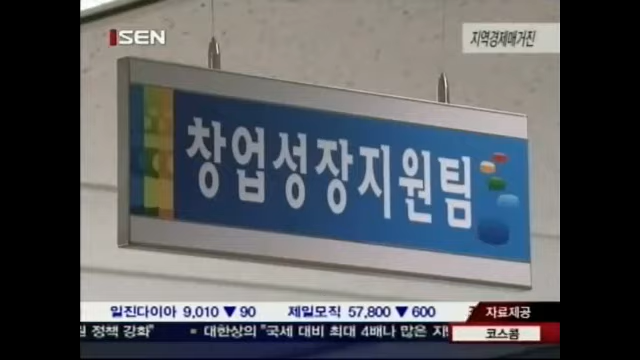 SEN
지역경제매거진
창업성장지원팀
일진다이아 9,010 ▼ 90 제일모직 57,800 ▼ 600
자료제공
정책 강화” ▪ 대한상의 “국세 대비 최대 4배나 많은
코스콤